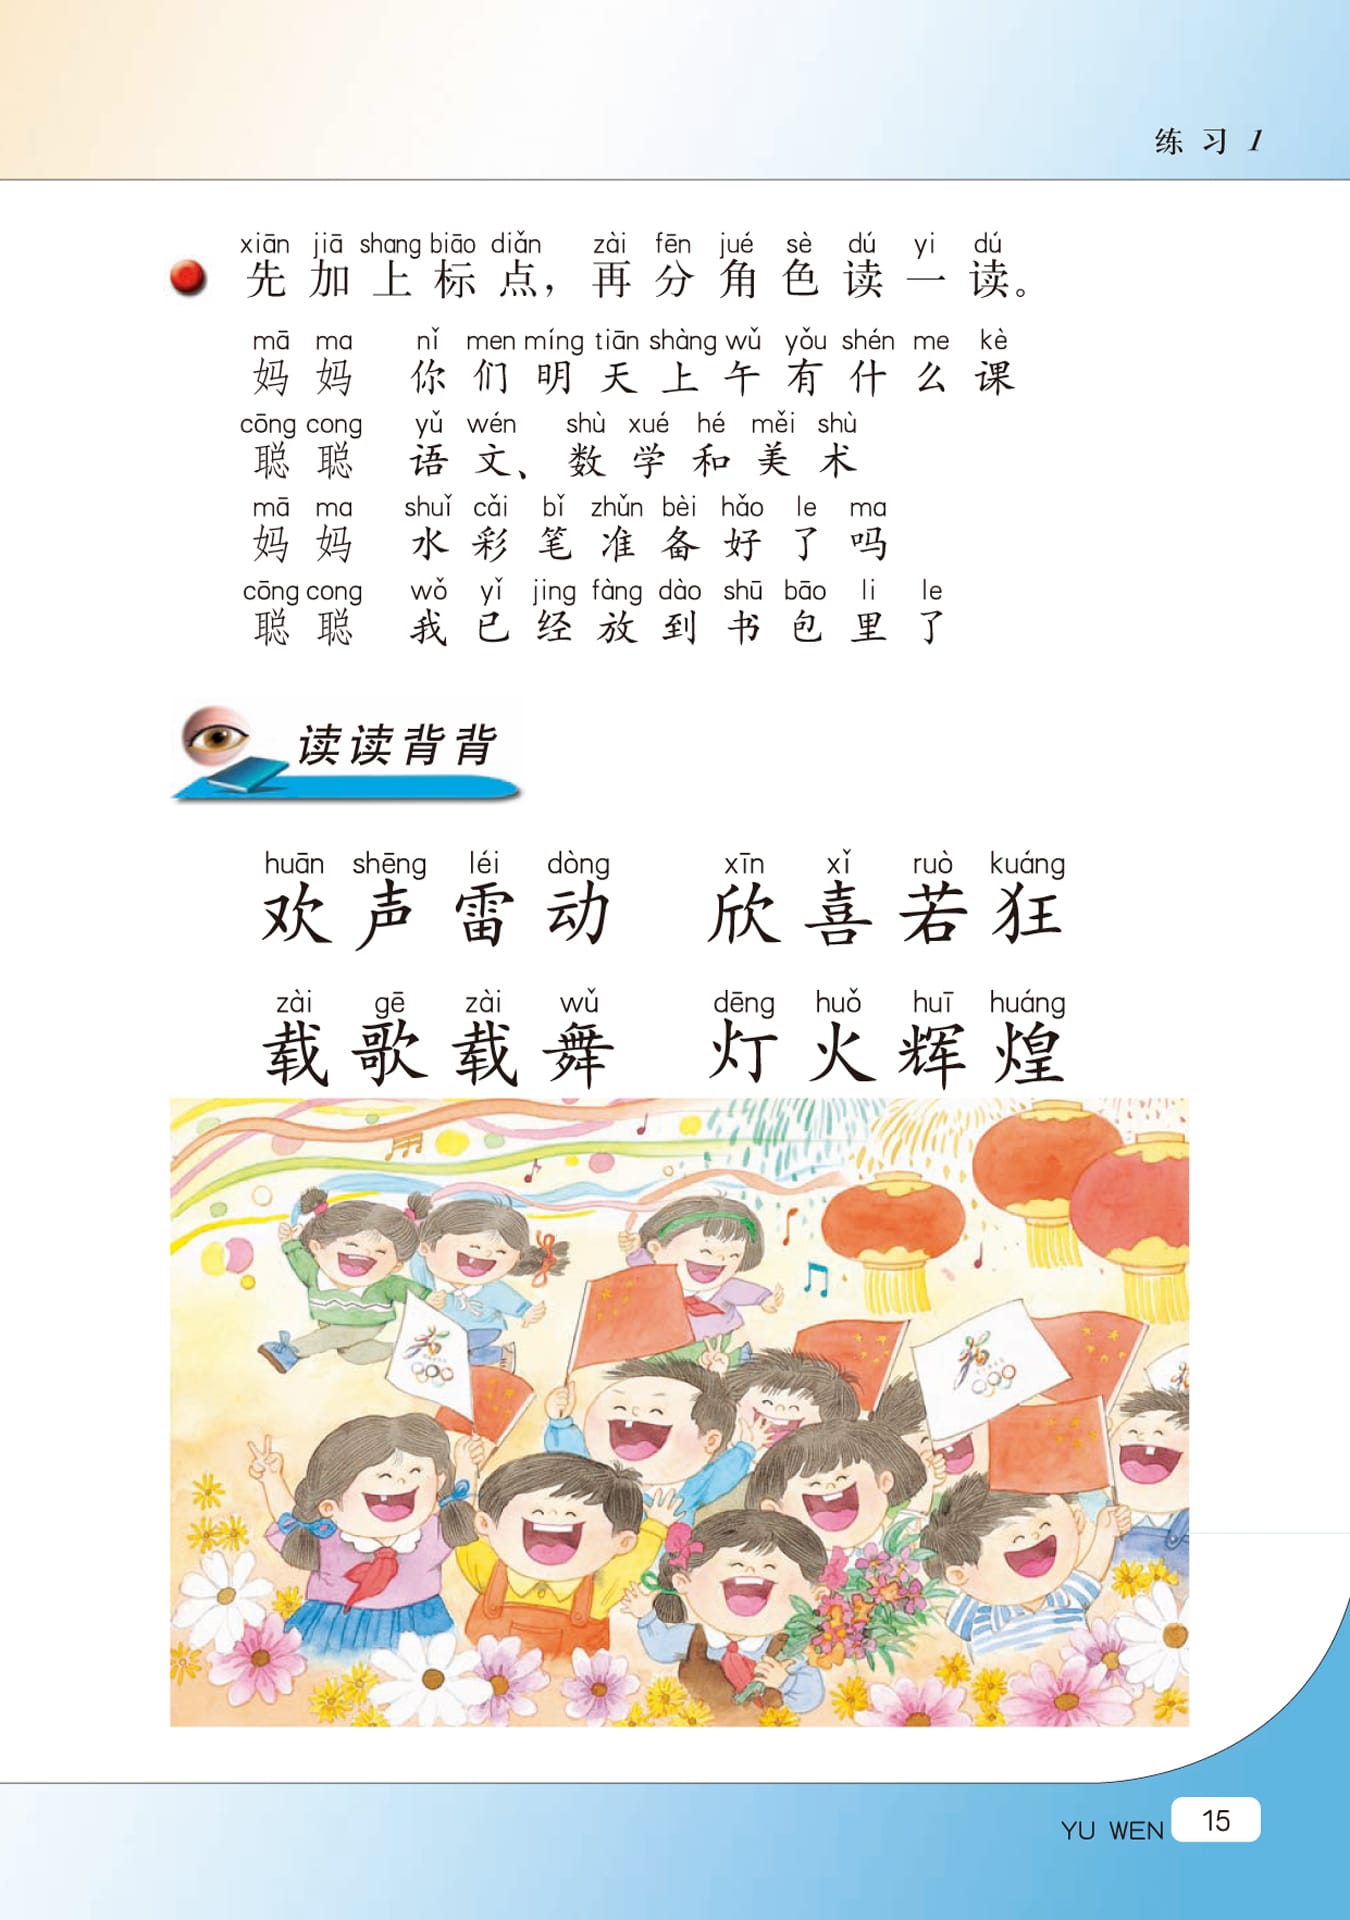 练习1
xiān jiā shang biāo diǎn zài fēn jué sè dú yi dú
先加上标点，再分角色读一读。
mā ma nǐ men míng tiān shàng wǔ yǒu shén me kè
妈妈 你们明天上午有什么课
cōng cong yǔ wén shù xué hé měi shù
聪聪 语文、数学和美术
mā ma shuǐ cǎi bǐ zhǔn bèi hǎo le ma
妈妈 水彩笔准备好了吗
cōng cong wǒ yǐ jing fàng dào shū bāo li le
聪聪 我已经放到书包里了
读读背背
huān shēng léi dòng xīn xǐ ruò kuáng
欢声雷动 欣喜若狂
zài gē zài wǔ dēng huǒ huī huáng
载歌载舞 灯火辉煌
YU WEN 15